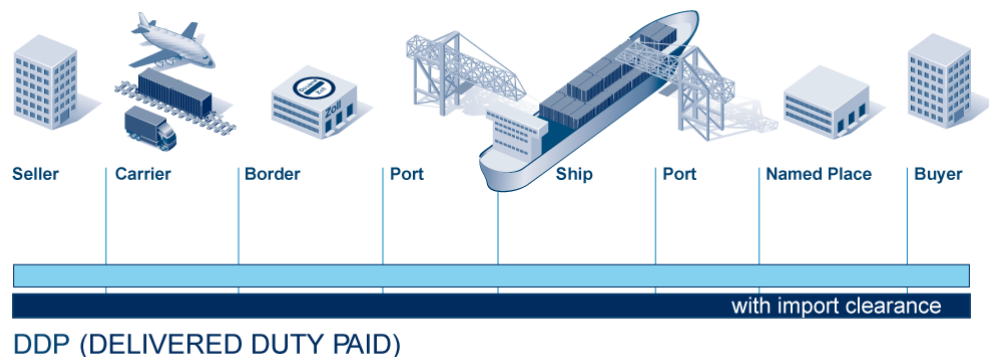 Zoll
Seller
Carrier
Border
Port
Ship
Port
Named Place
Buyer
with import clearance
DDP (DELIVERED DUTY PAID)